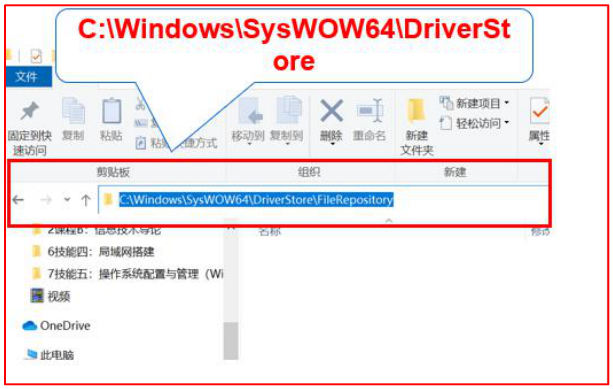 C:\Windows\SysWOW64\DriverSt
ore
文件
固定到快
速访问
复制
粘贴
移动到
复制到
删除
重命名
新建
文件夹
新建项目
轻松访问
属性
剪贴板
组织
新建
C:\Windows\SysWOW64\DriverStore\FileRepository
名称
6技能四：局域网搭建
7技能五：操作系统配置与管理（Wi
视频
OneDrive
此电脑